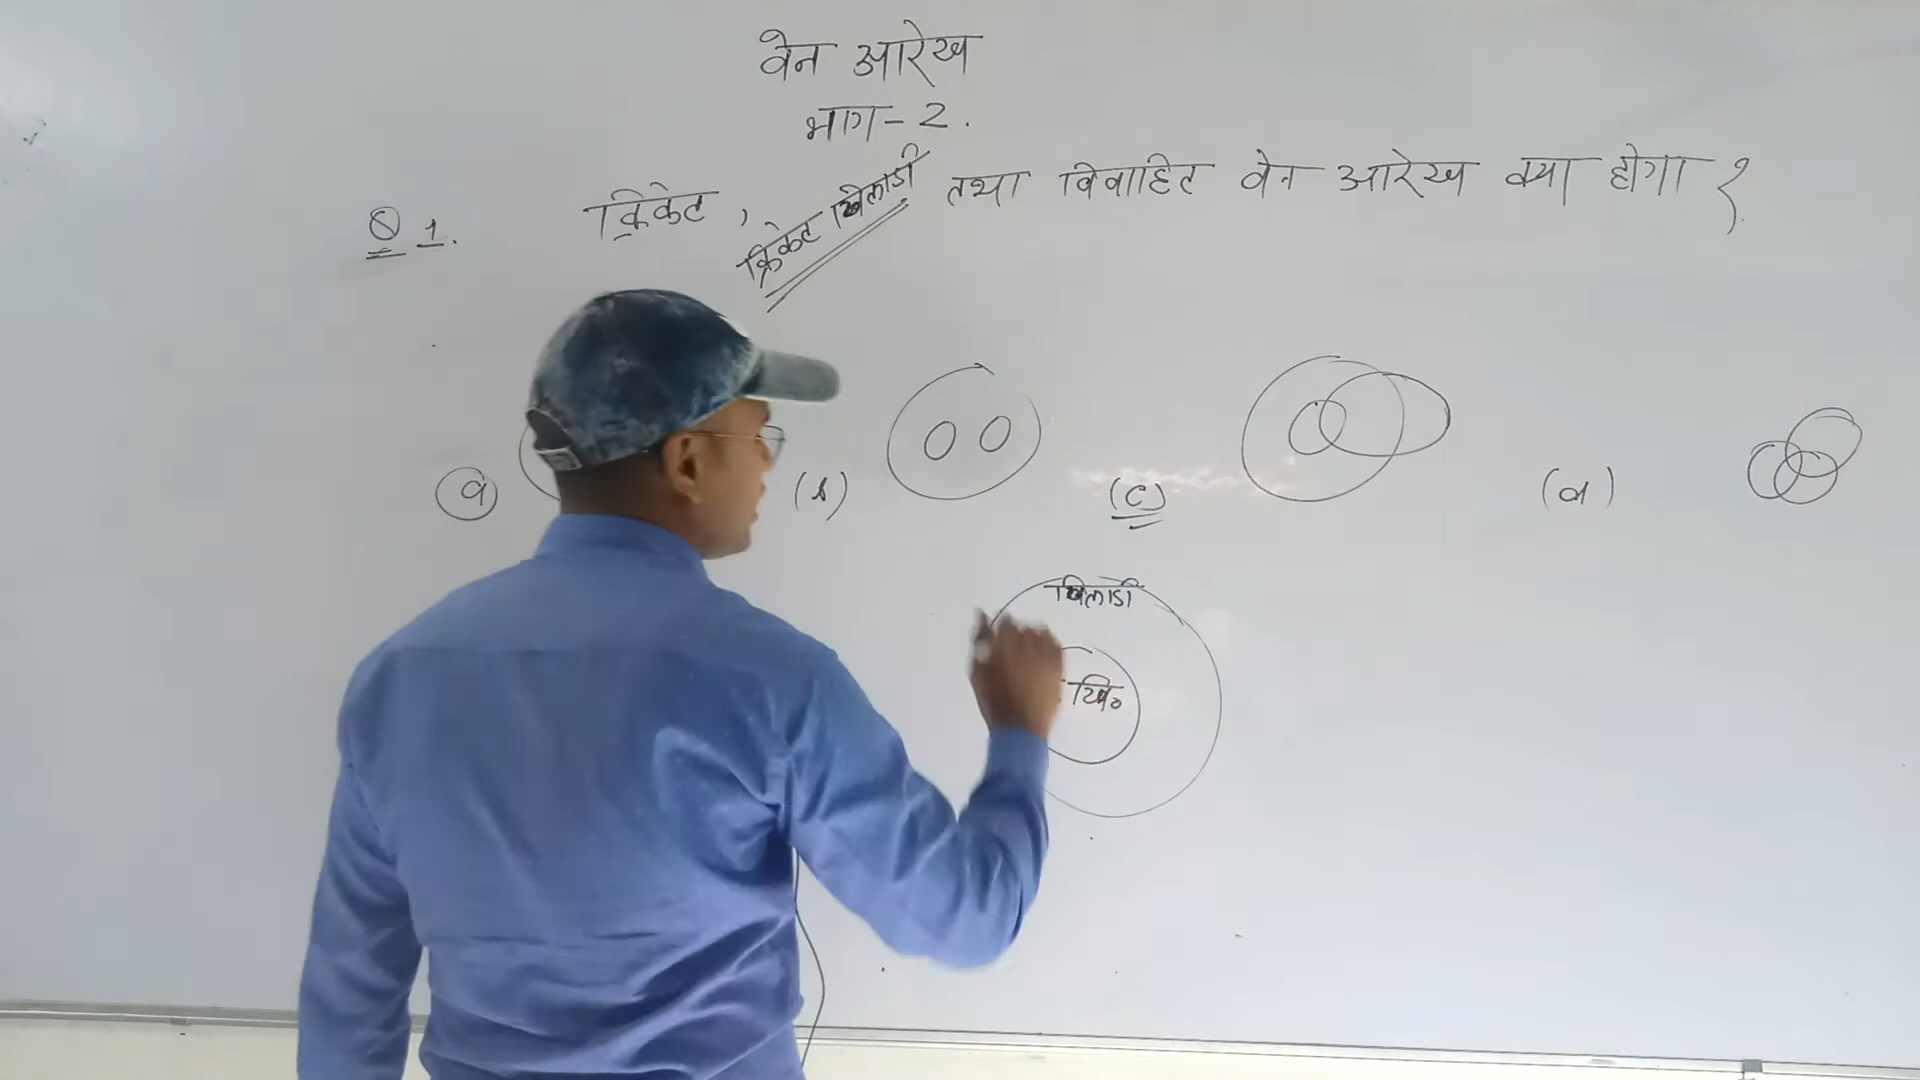 वेन आरेख
भाग-2.
Q 1. क्रिकेट, क्रिकेट खिलाडी तथा विवाहित वेन आरेख क्या होगा ?
a (b) (c) (d)
खिलाडी
खि०